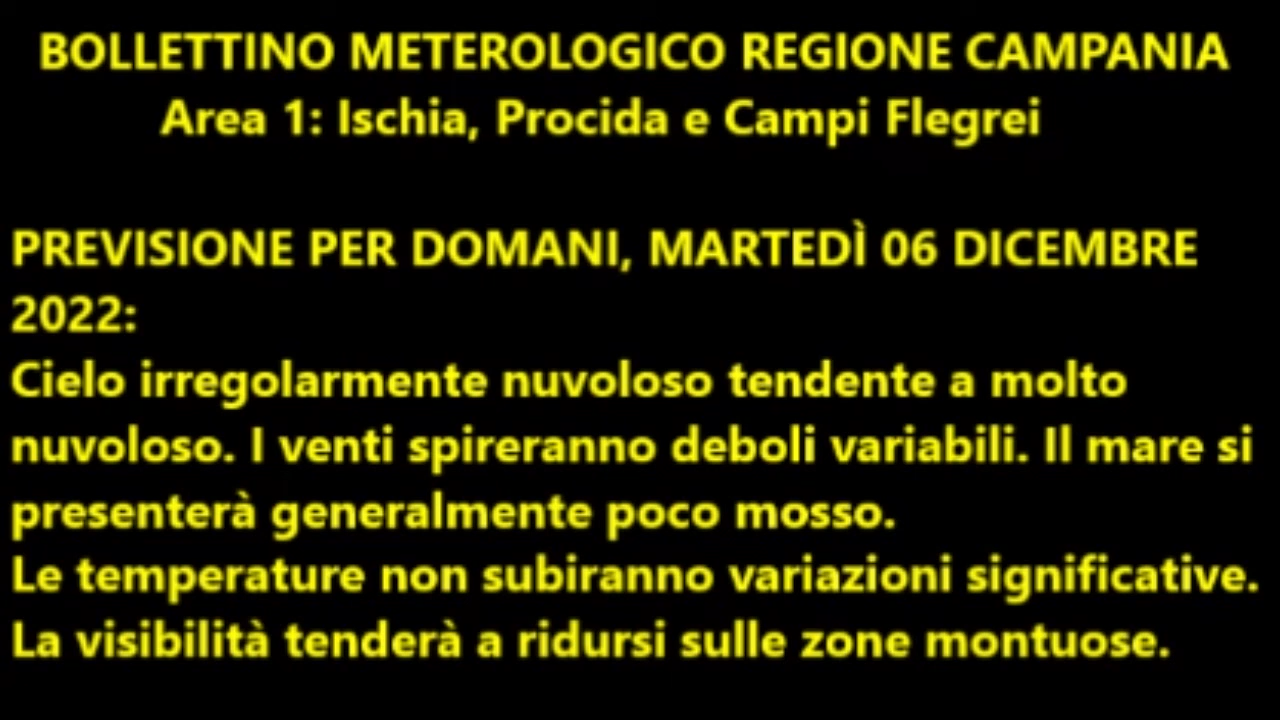 BOLLETTINO METEROLOGICO REGIONE CAMPANIA
Area 1: Ischia, Procida e Campi Flegrei
PREVISIONE PER DOMANI, MARTEDÌ 06 DICEMBRE
2022:
Cielo irregolarmente nuvoloso tendente a molto
nuvoloso. I venti spireranno deboli variabili. Il mare si
presenterà generalmente poco mosso.
Le temperature non subiranno variazioni significative.
La visibilità tenderà a ridursi sulle zone montuose.